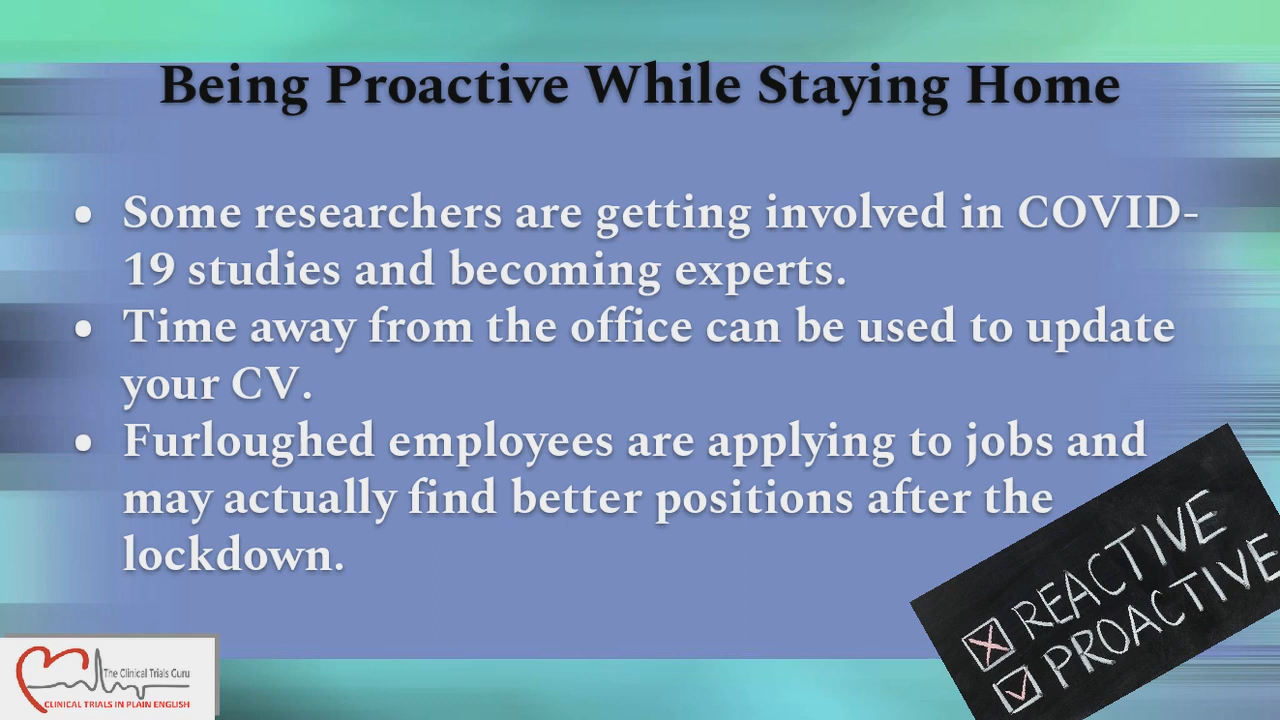 Being Proactive While Staying Home
• Some researchers are getting involved in COVID-
19 studies and becoming experts.
• Time away from the office can be used to update
your CV.
• Furloughed employees are applying to jobs and
may actually find better positions after the
lockdown.
REACTIVE
PROACTIVE
The Clinical Trials Guru
CLINICAL TRIALS IN PLAIN ENGLISH